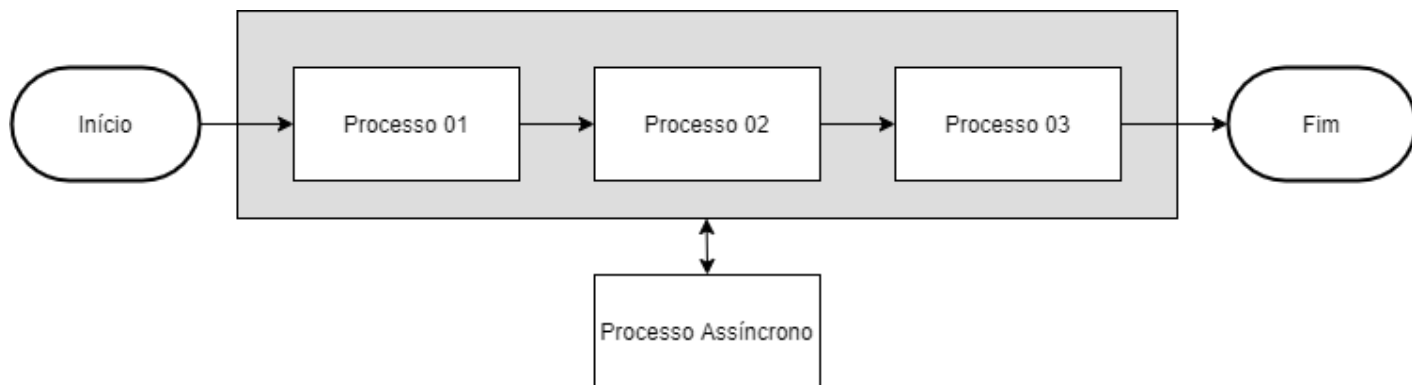 Início
Processo 01
Processo 02
Processo 03
Fim
Processo Assíncrono